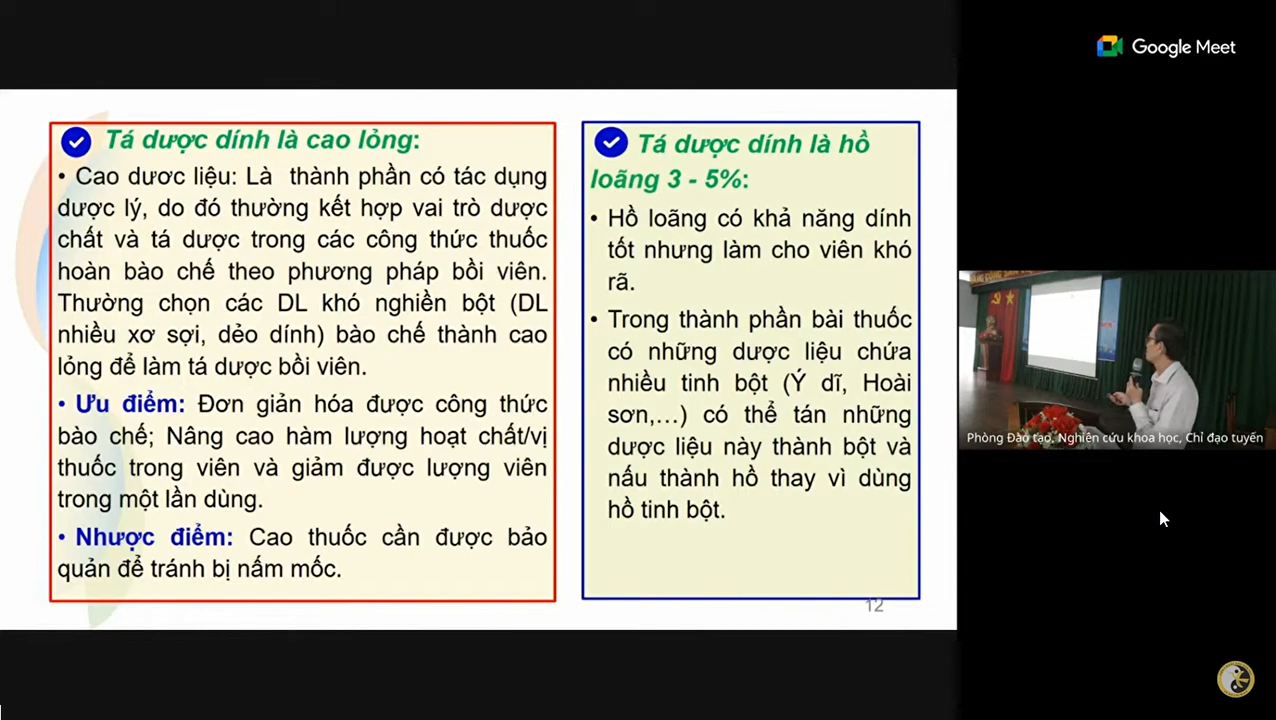 Google Meet
Tá dược dính là cao lỏng:
• Cao dươc liệu: Là thành phần có tác dụng
dược lý, do đó thường kết hợp vai trò dược
chất và tá dược trong các công thức thuốc
hoàn bào chế theo phương pháp bồi viên.
Thường chọn các DL khó nghiền bột (DL
nhiều xơ sợi, dẻo dính) bào chế thành cao
lỏng để làm tá dược bồi viên.
• Ưu điểm: Đơn giản hóa được công thức
bào chế; Nâng cao hàm lượng hoạt chất/vị
thuốc trong viên và giảm được lượng viên
trong một lần dùng.
• Nhược điểm: Cao thuốc cần được bảo
quản để tránh bị nấm mốc.
Tá dược dính là hồ
loãng 3 - 5%:
• Hồ loãng có khả năng dính
tốt nhưng làm cho viên khó
rã.
• Trong thành phần bài thuốc
có những dược liệu chứa
nhiều tinh bột (Ý dĩ, Hoài
sơn,...) có thể tán những
dược liệu này thành bột và
nấu thành hồ thay vì dùng
hồ tinh bột.
12
Phòng Đào tạo, Nghiên cứu khoa học, Chỉ đạo tuyến